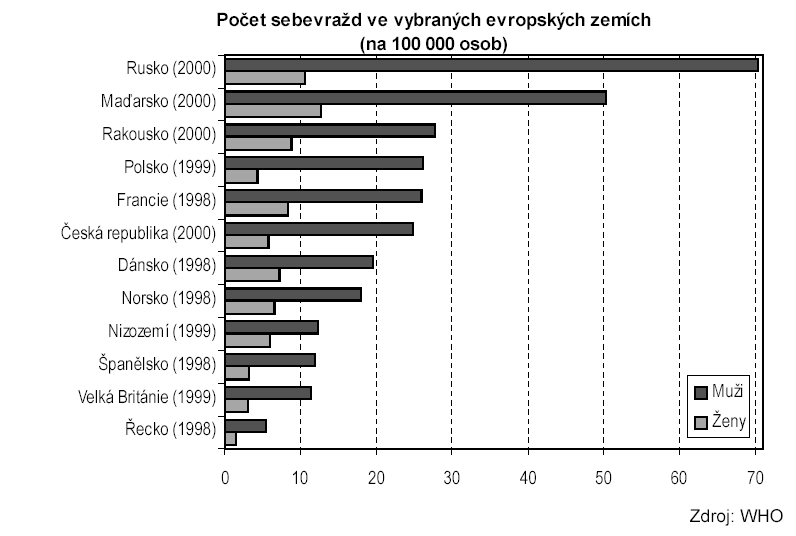 Počet sebevražd ve vybraných evropských zemích
(na 100 000 osob)
Rusko (2000)
Maďarsko (2000)
Rakousko (2000)
Polsko (1999)
Francie (1998)
Česká republika (2000)
Dánsko (1998)
Norsko (1998)
Nizozemí (1999)
Španělsko (1998)
Velká Británie (1999)
Řecko (1998)
Muži
Ženy
0 10 20 30 40 50 60 70
Zdroj: WHO